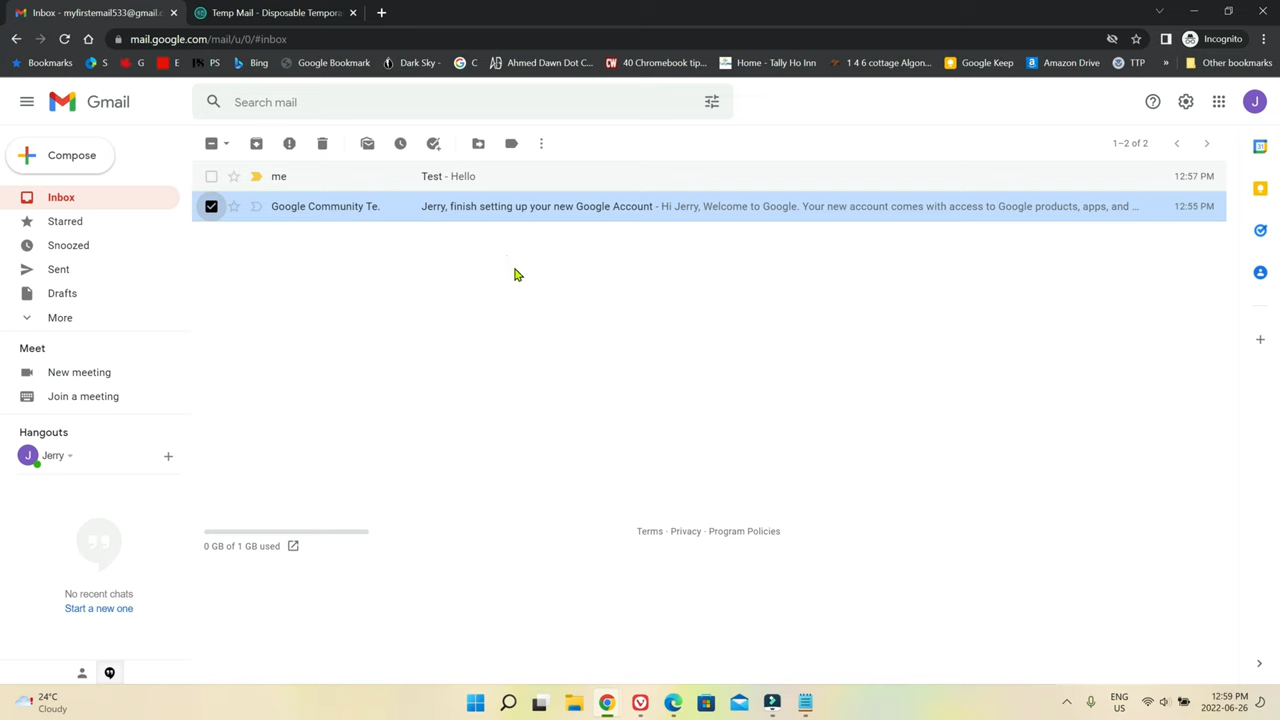 Inbox - myfirstemail533@gmail.c
Temp Mail - Disposable Tempora
mail.google.com/mail/u/0/#inbox
Incognito
Bookmarks
S
G
E
PS
Bing
Google Bookmark
Dark Sky -
C
Ahmed Dawn Dot C...
40 Chromebook tip...
Home - Tally Ho Inn
1 4 6 cottage Algon...
Google Keep
Amazon Drive
TTP
»
Other bookmarks
Gmail
Search mail
J
Compose
1–2 of 2
Inbox
me
Test - Hello
12:57 PM
Google Community Te.
Jerry, finish setting up your new Google Account - Hi Jerry, Welcome to Google. Your new account comes with access to Google products, apps, and ...
12:55 PM
Starred
Snoozed
Sent
Drafts
More
Meet
New meeting
Join a meeting
Hangouts
J
Jerry
No recent chats
Start a new one
0 GB of 1 GB used
Terms · Privacy · Program Policies
24°C
Cloudy
ENG
US
12:59 PM
2022-06-26